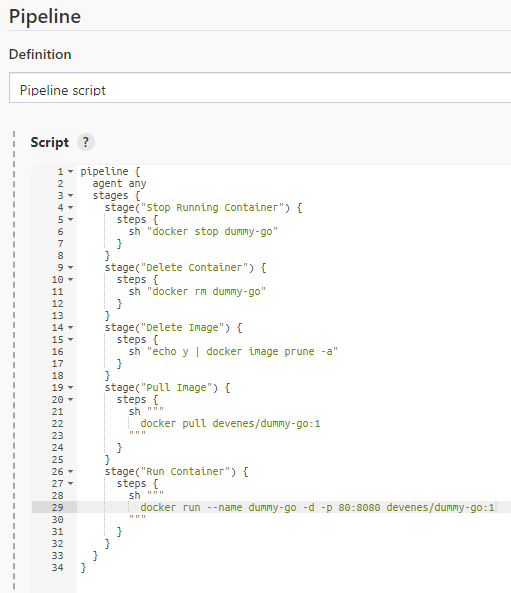 Pipeline
Definition
Pipeline script
Script ?
1 pipeline {
2   agent any
3   stages {
4     stage("Stop Running Container") {
5       steps {
6         sh "docker stop dummy-go"
7       }
8     }
9     stage("Delete Container") {
10       steps {
11         sh "docker rm dummy-go"
12       }
13     }
14     stage("Delete Image") {
15       steps {
16         sh "echo y | docker image prune -a"
17       }
18     }
19     stage("Pull Image") {
20       steps {
21         sh """
22           docker pull devenes/dummy-go:1
23         """
24       }
25     }
26     stage("Run Container") {
27       steps {
28         sh """
29           docker run --name dummy-go -d -p 80:8080 devenes/dummy-go:1
30         """
31       }
32     }
33   }
34 }